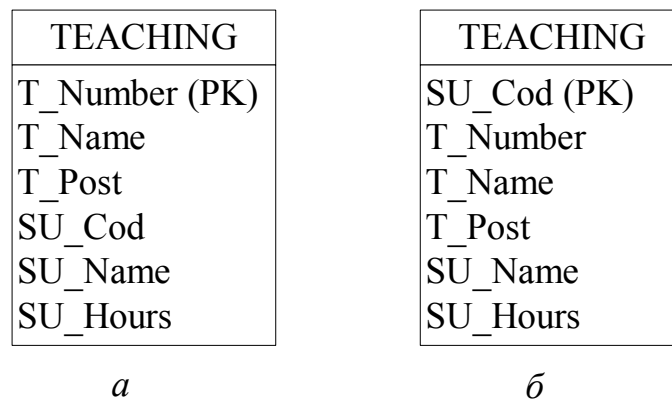 TEACHING
T_Number (PK)
T_Name
T_Post
SU_Cod
SU_Name
SU_Hours
а
TEACHING
SU_Cod (PK)
T_Number
T_Name
T_Post
SU_Name
SU_Hours
б